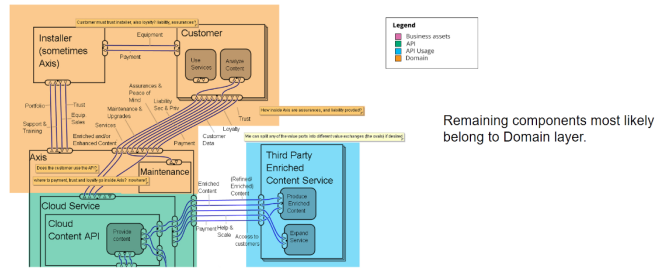 Customer must trust installer, also loyalty? liability, assurances?
Installer
(sometimes
Axis)
Equipment
Payment
Customer
Use
Services
Analyze
Content
Legend
Business assets
API
API Usage
Domain
Remaining components most likely
belong to Domain layer.
Portfolio
Trust
Support &
Training
Equip.
Sales
Services
Enriched and/or
Enhanced Content
Maintenance &
Upgrades
Assurances &
Peace of
Mind
Liability
Sec & Priv.
Trust
Loyalty
Payment
Customer
Data
How inside Axis are assurances, and liability provided?
We can split any of the value parts into different value exchanges (the ovals) if desired
Axis
Does the customer use the API?
Maintenance
Where to payment, trust and loyalty go inside Axis? Incentive?
Cloud Service
Cloud
Content API
Provide
content
Enriched
Content
(Refined/
Enriched)
Content
Payment
Help &
Scale
Access to
customers
Third Party
Enriched
Content Service
Produce
Enriched
Content
Expand
Service